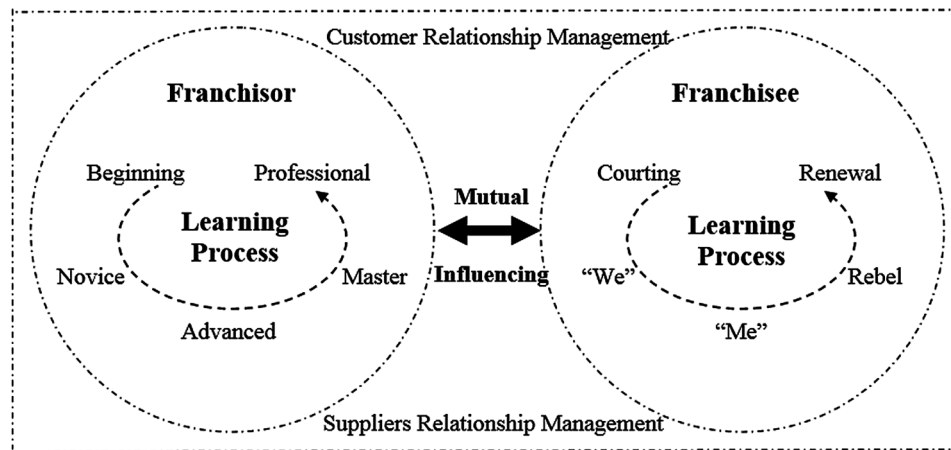 Customer Relationship Management
Franchisor
Beginning
Professional
Learning
Process
Novice
Master
Advanced
Mutual
Influencing
Franchisee
Courting
Renewal
Learning
Process
“We”
Rebel
“Me”
Suppliers Relationship Management